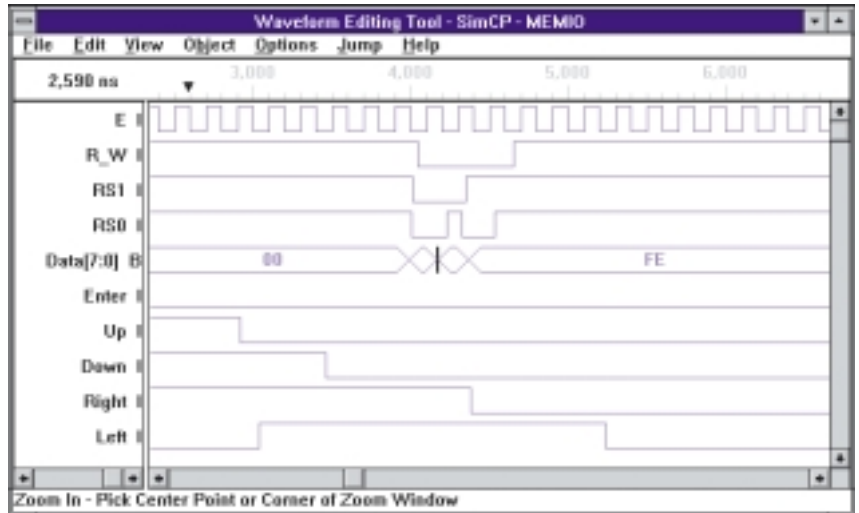 Waveform Editing Tool - SimCP - MEMIO
File Edit View Object Options Jump Help
2,590 ns
3,000 4,000 5,000 6,000
E I
R_W I
RS1 I
RS0 I
Data[7:0] B 00 FE
Enter I
Up I
Down I
Right I
Left I
Zoom In - Pick Center Point or Corner of Zoom Window